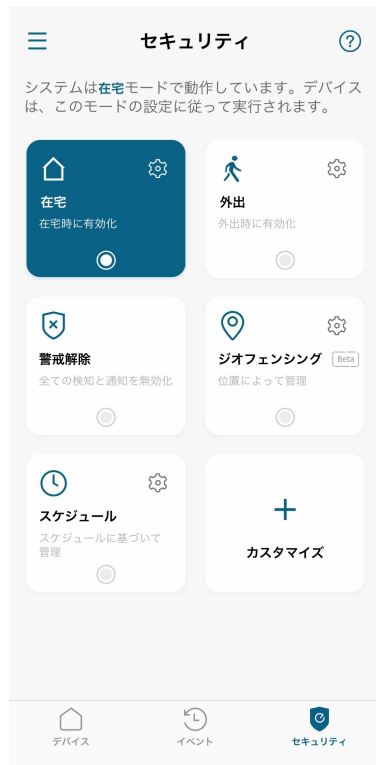 セキュリティ
システムは在宅モードで動作しています。デバイス
は、このモードの設定に従って実行されます。
在宅
在宅時に有効化
外出
外出時に有効化
警戒解除
全ての検知と通知を無効化
ジオフェンシング Beta
位置によって管理
スケジュール
スケジュールに基づいて
管理
カスタマイズ
デバイス
イベント
セキュリティ